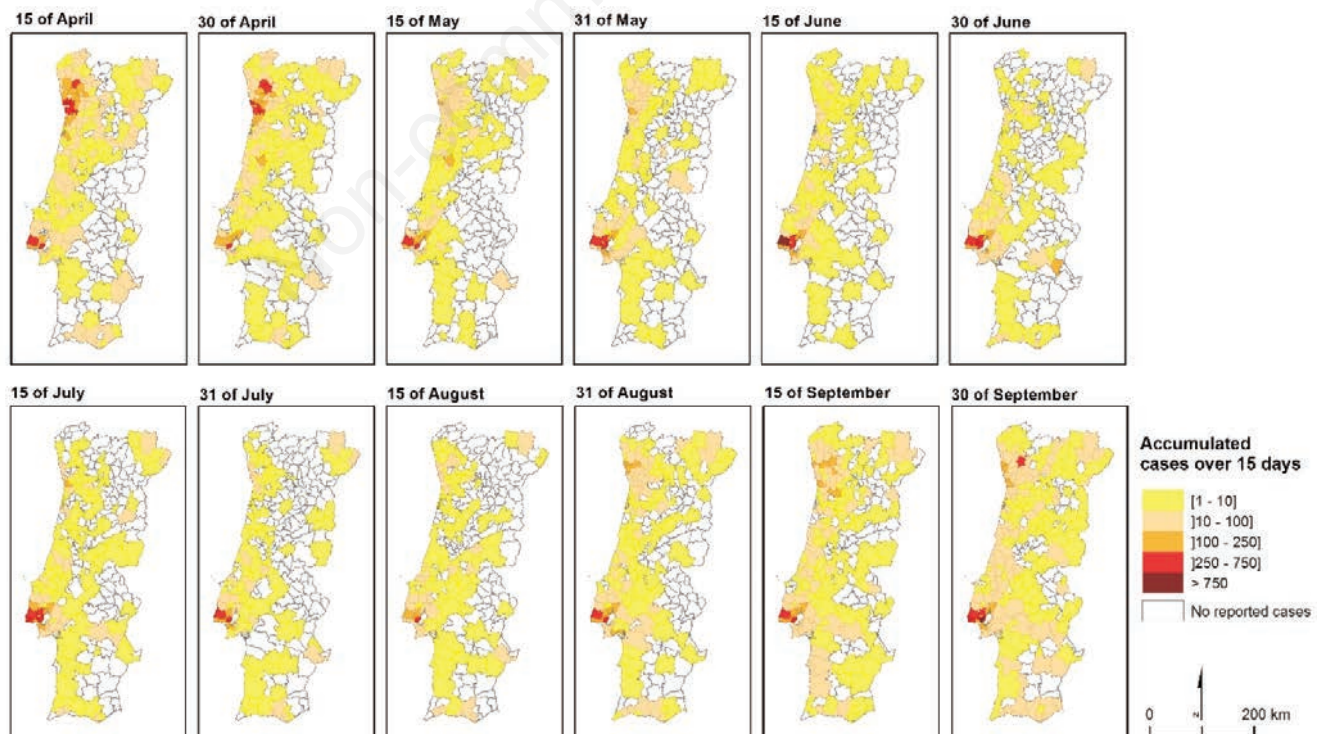 15 of April
30 of April
15 of May
31 of May
15 of June
30 of June
15 of July
31 of July
15 of August
31 of August
15 of September
30 of September
Accumulated
cases over 15 days
[1 - 10]
]10 - 100]
]100 - 250]
]250 - 750]
> 750
No reported cases
N
0 200 km